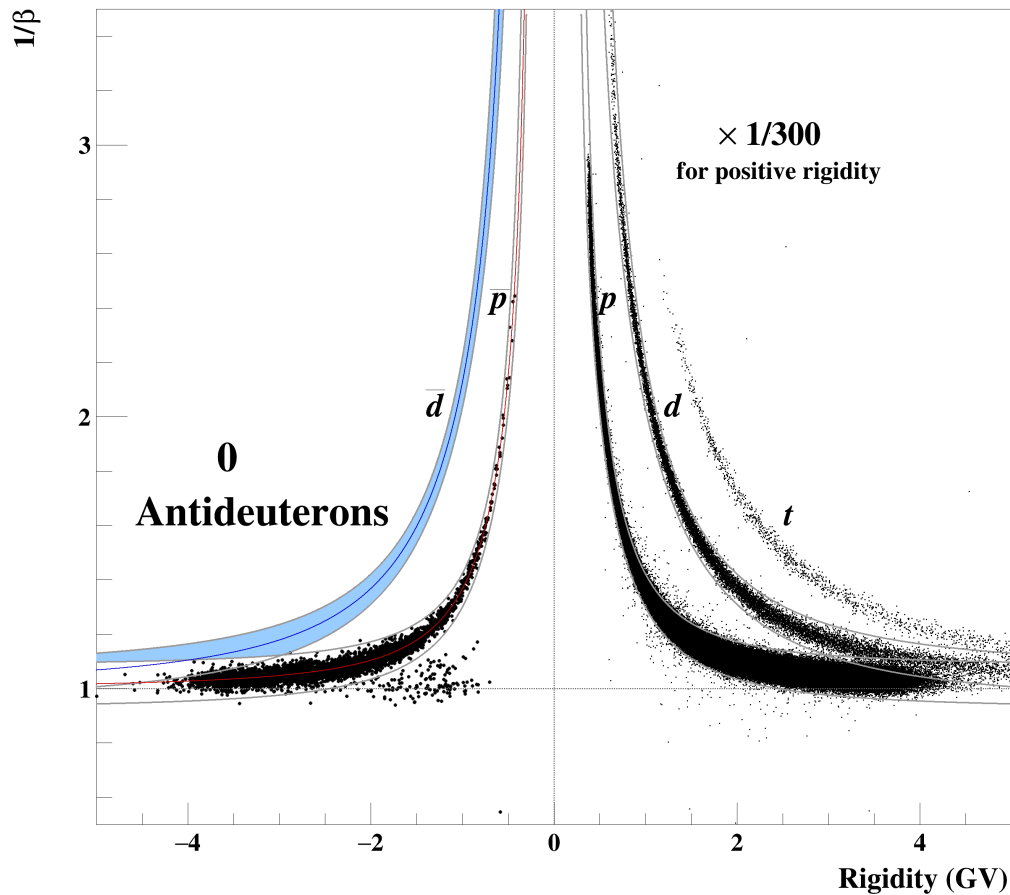 1/β
3
× 1/300
for positive rigidity
p̅
p
d̅
d
2
0
Antideuterons
t
1
−4
−2
0
2
4
Rigidity (GV)